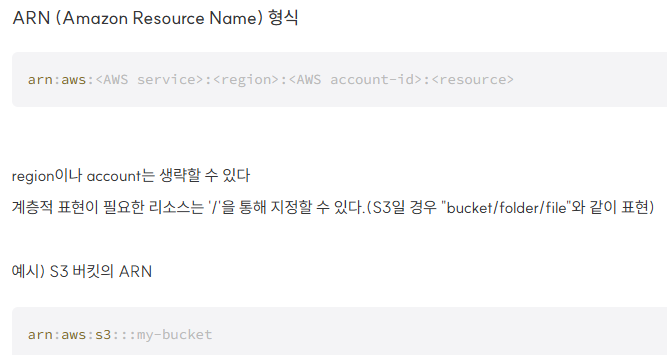 ARN (Amazon Resource Name) 형식
arn:aws:<AWS service>:<region>:<AWS account-id>:<resource>
region이나 account는 생략할 수 있다
계층적 표현이 필요한 리소스는 '/'을 통해 지정할 수 있다.(S3일 경우 "bucket/folder/file"와 같이 표현)
예시) S3 버킷의 ARN
arn:aws:s3:::my-bucket